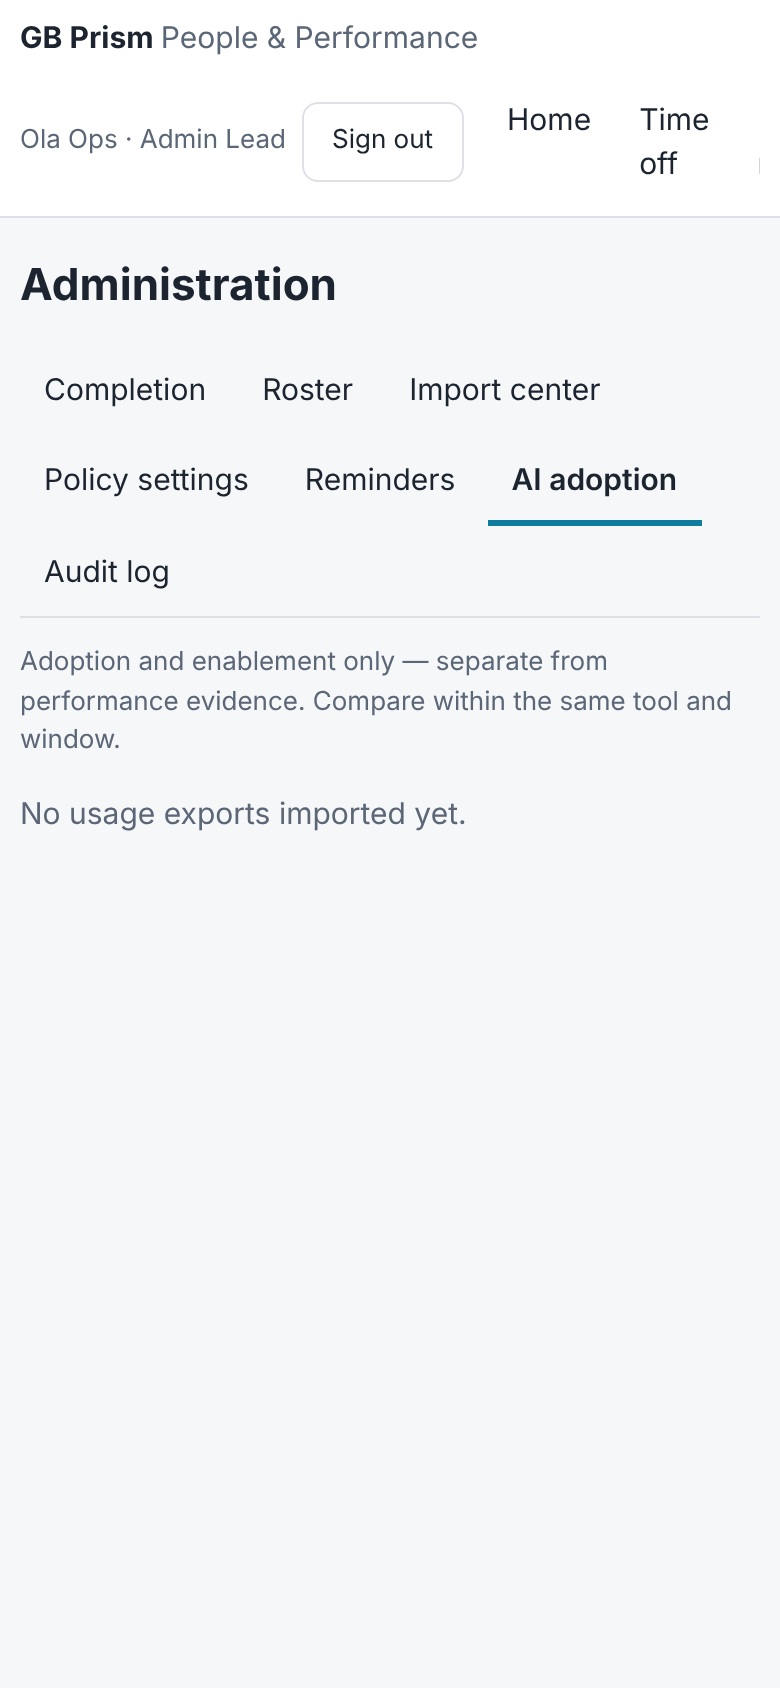 GB Prism People & Performance
Ola Ops · Admin Lead
Sign out
Home
Time
off
Administration
Completion
Roster
Import center
Policy settings
Reminders
AI adoption
Audit log
Adoption and enablement only — separate from
performance evidence. Compare within the same tool and
window.
No usage exports imported yet.